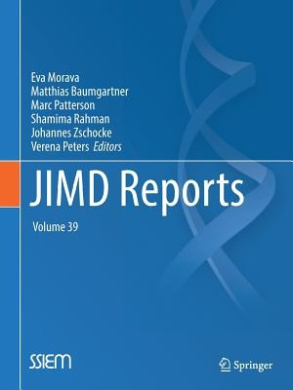 Eva Morava
Matthias Baumgartner
Marc Patterson
Shamima Rahman
Johannes Zschocke
Verena Peters Editors
JIMD Reports
Volume 39
SSIEM
Springer